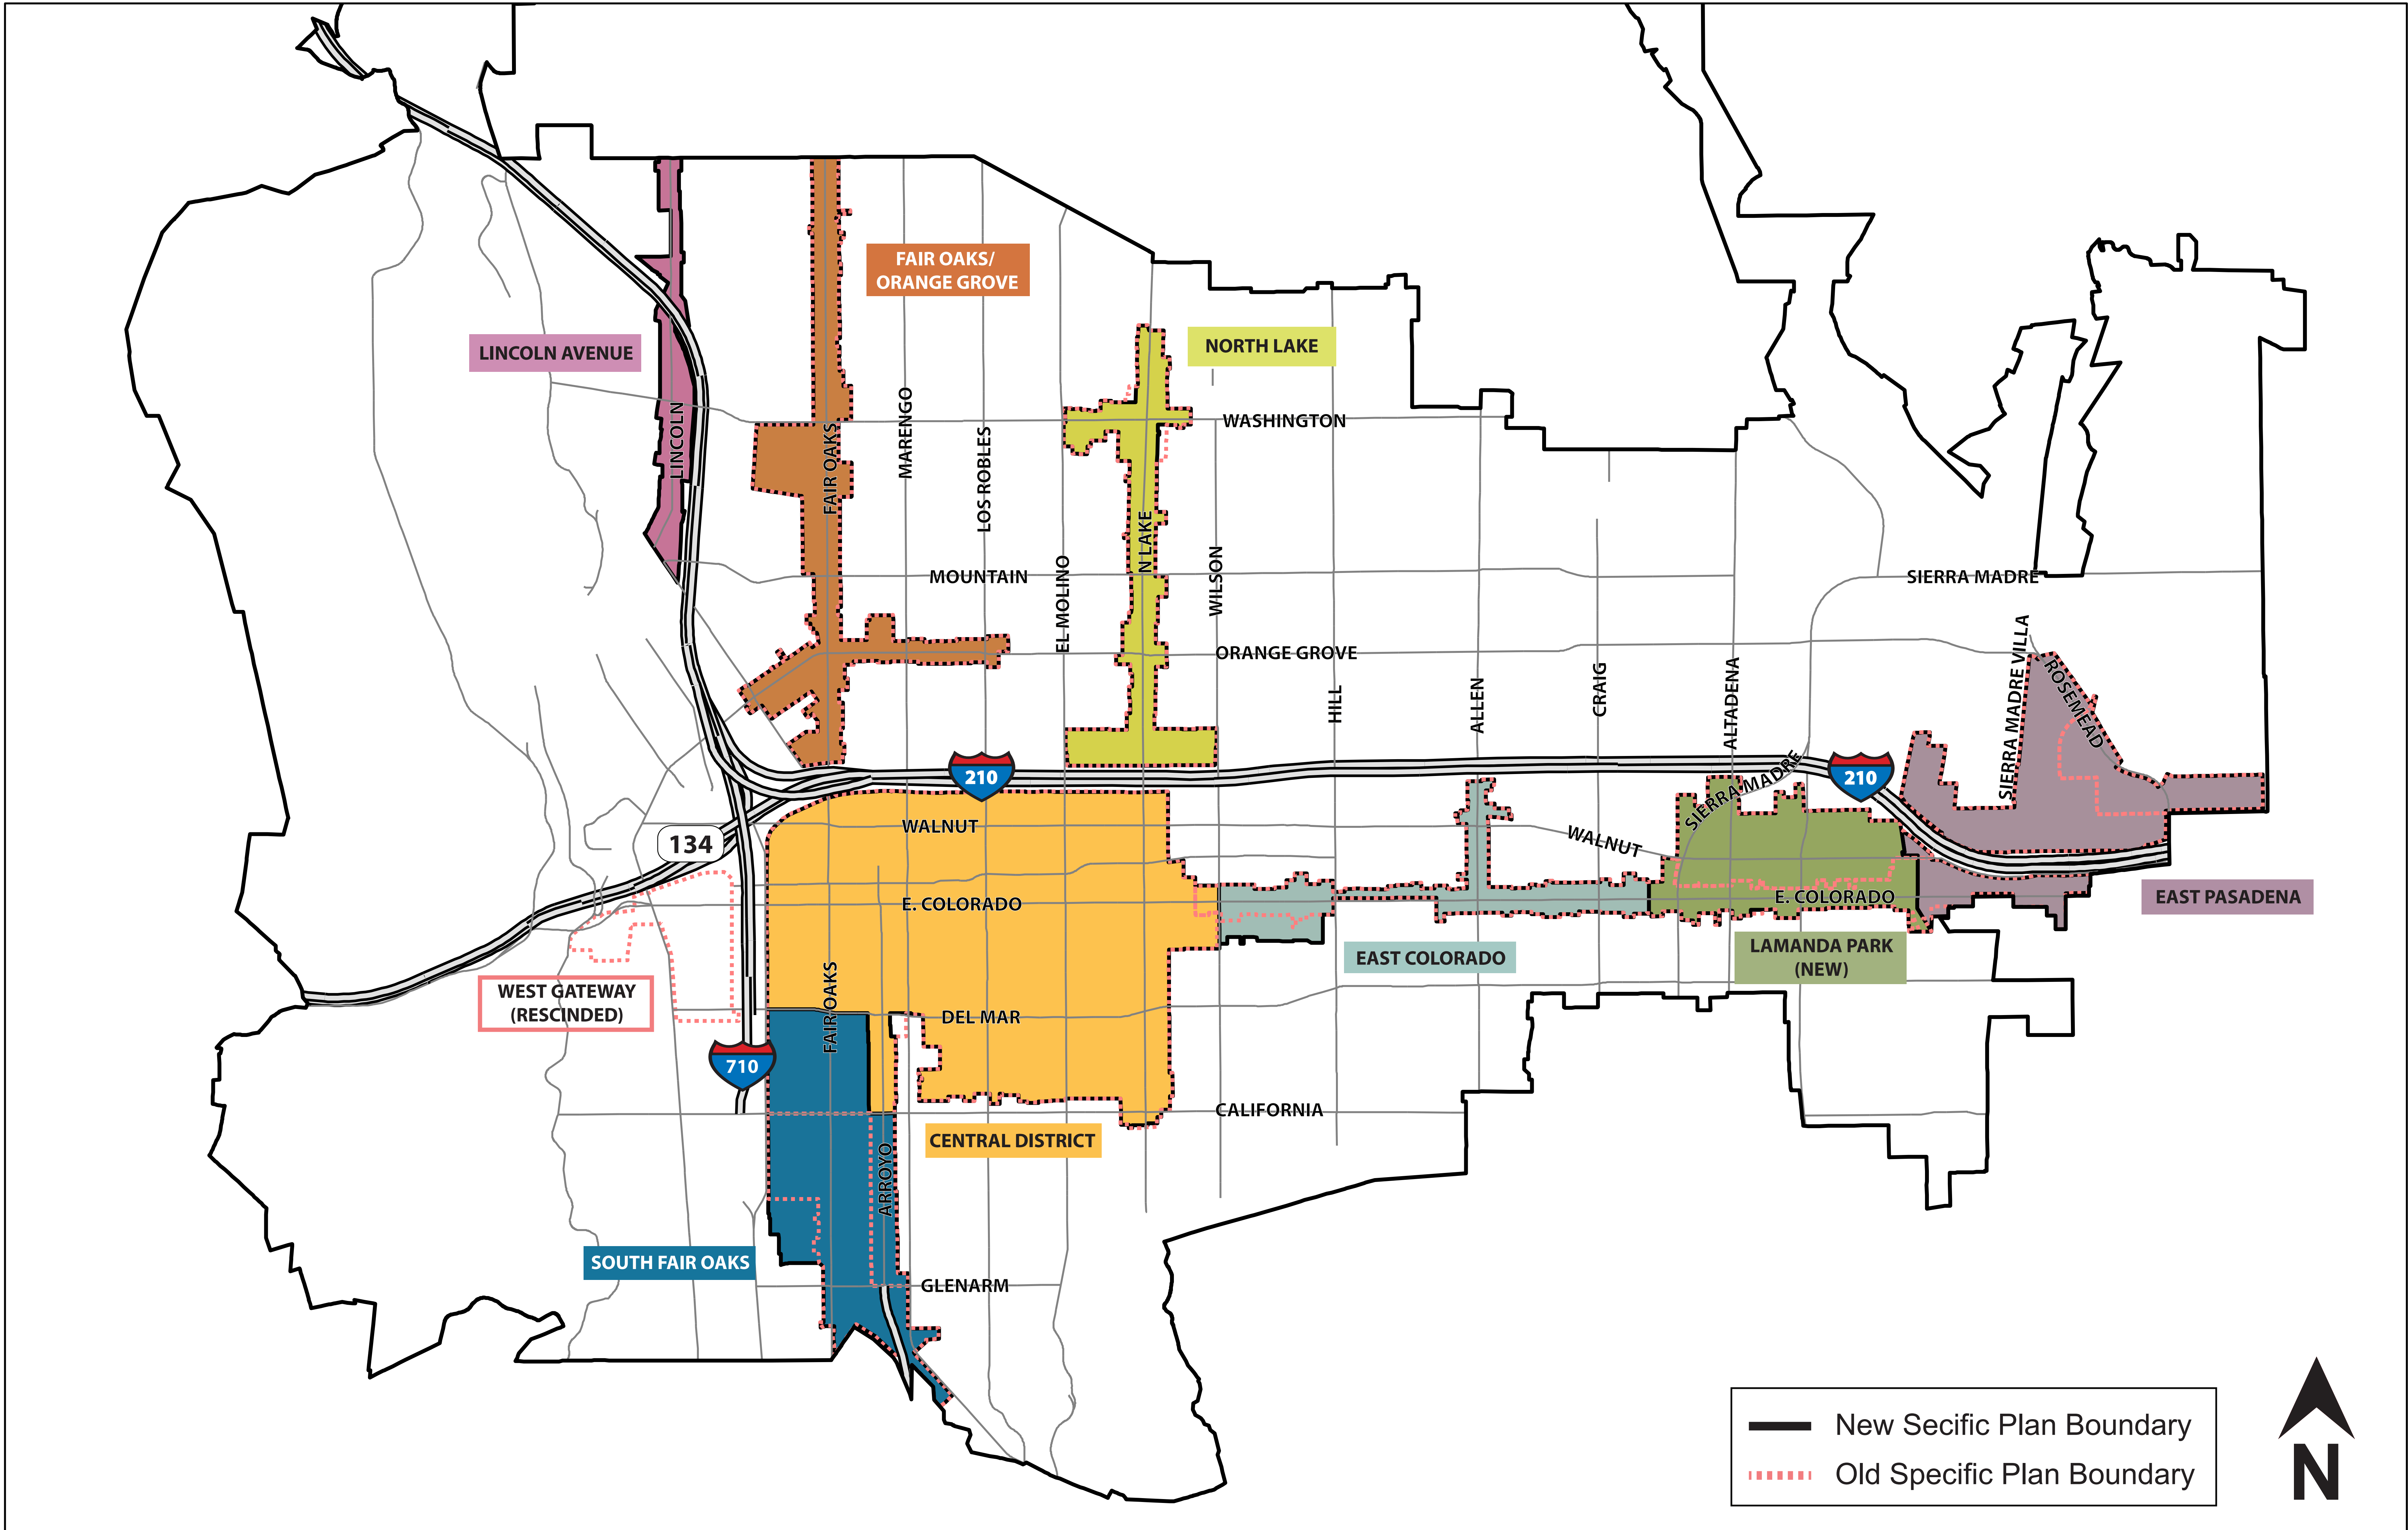 FAIR OAKS/
ORANGE GROVE
LINCOLN AVENUE
NORTH LAKE
LINCOLN
FAIR OAKS
MARENGO
LOS ROBLES
WASHINGTON
N LAKE
EL MOLINO
WILSON
MOUNTAIN
SIERRA MADRE
ORANGE GROVE
HILL
ALLEN
CRAIG
ALTADENA
SIERRA MADRE
SIERRA MADRE VILLA
ROSEMEAD
210
210
134
WALNUT
WALNUT
E. COLORADO
E. COLORADO
EAST PASADENA
EAST COLORADO
LAMANDA PARK
(NEW)
WEST GATEWAY
(RESCINDED)
FAIR OAKS
DEL MAR
710
CALIFORNIA
CENTRAL DISTRICT
ARROYO
SOUTH FAIR OAKS
GLENARM
New Secific Plan Boundary
Old Specific Plan Boundary
N